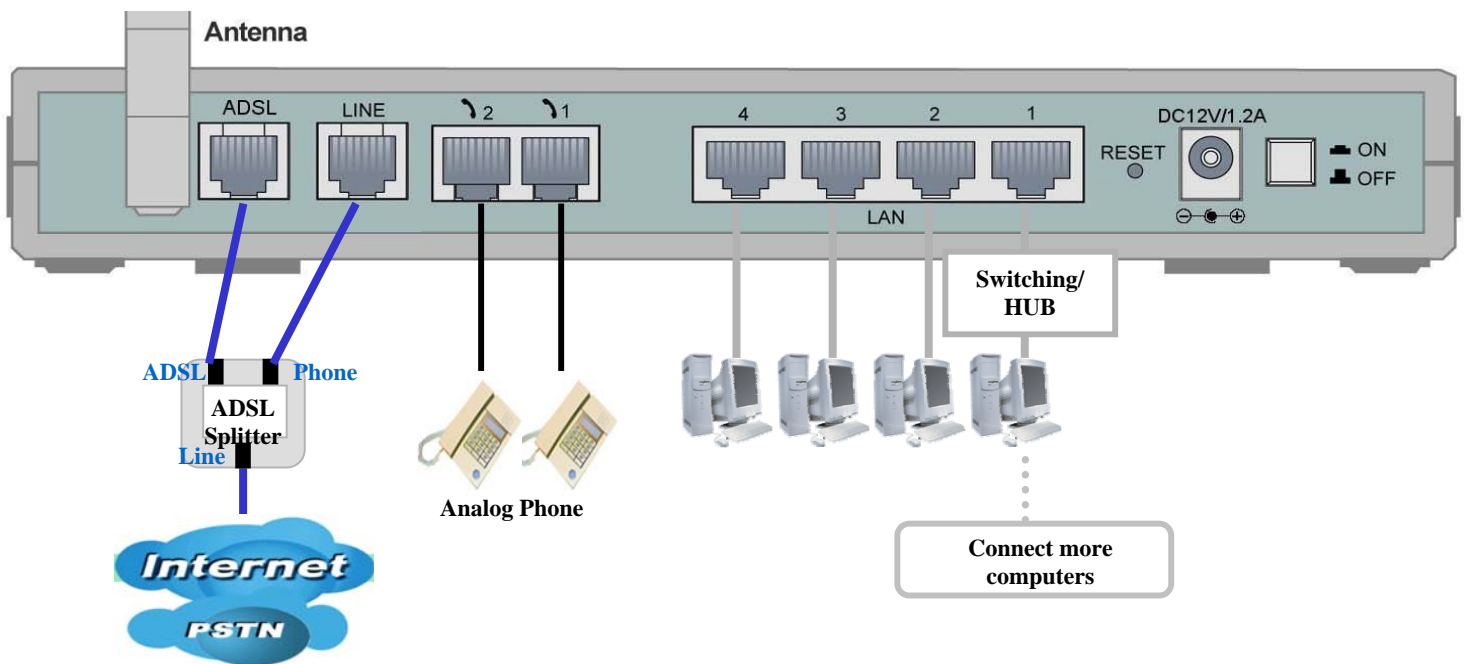 Antenna
ADSL
LINE
2
1
4
3
2
1
LAN
RESET
DC12V/1.2A
ON
OFF
Switching/
HUB
ADSL
Phone
ADSL
Splitter
Line
Analog Phone
Internet
PSTN
Connect more
computers